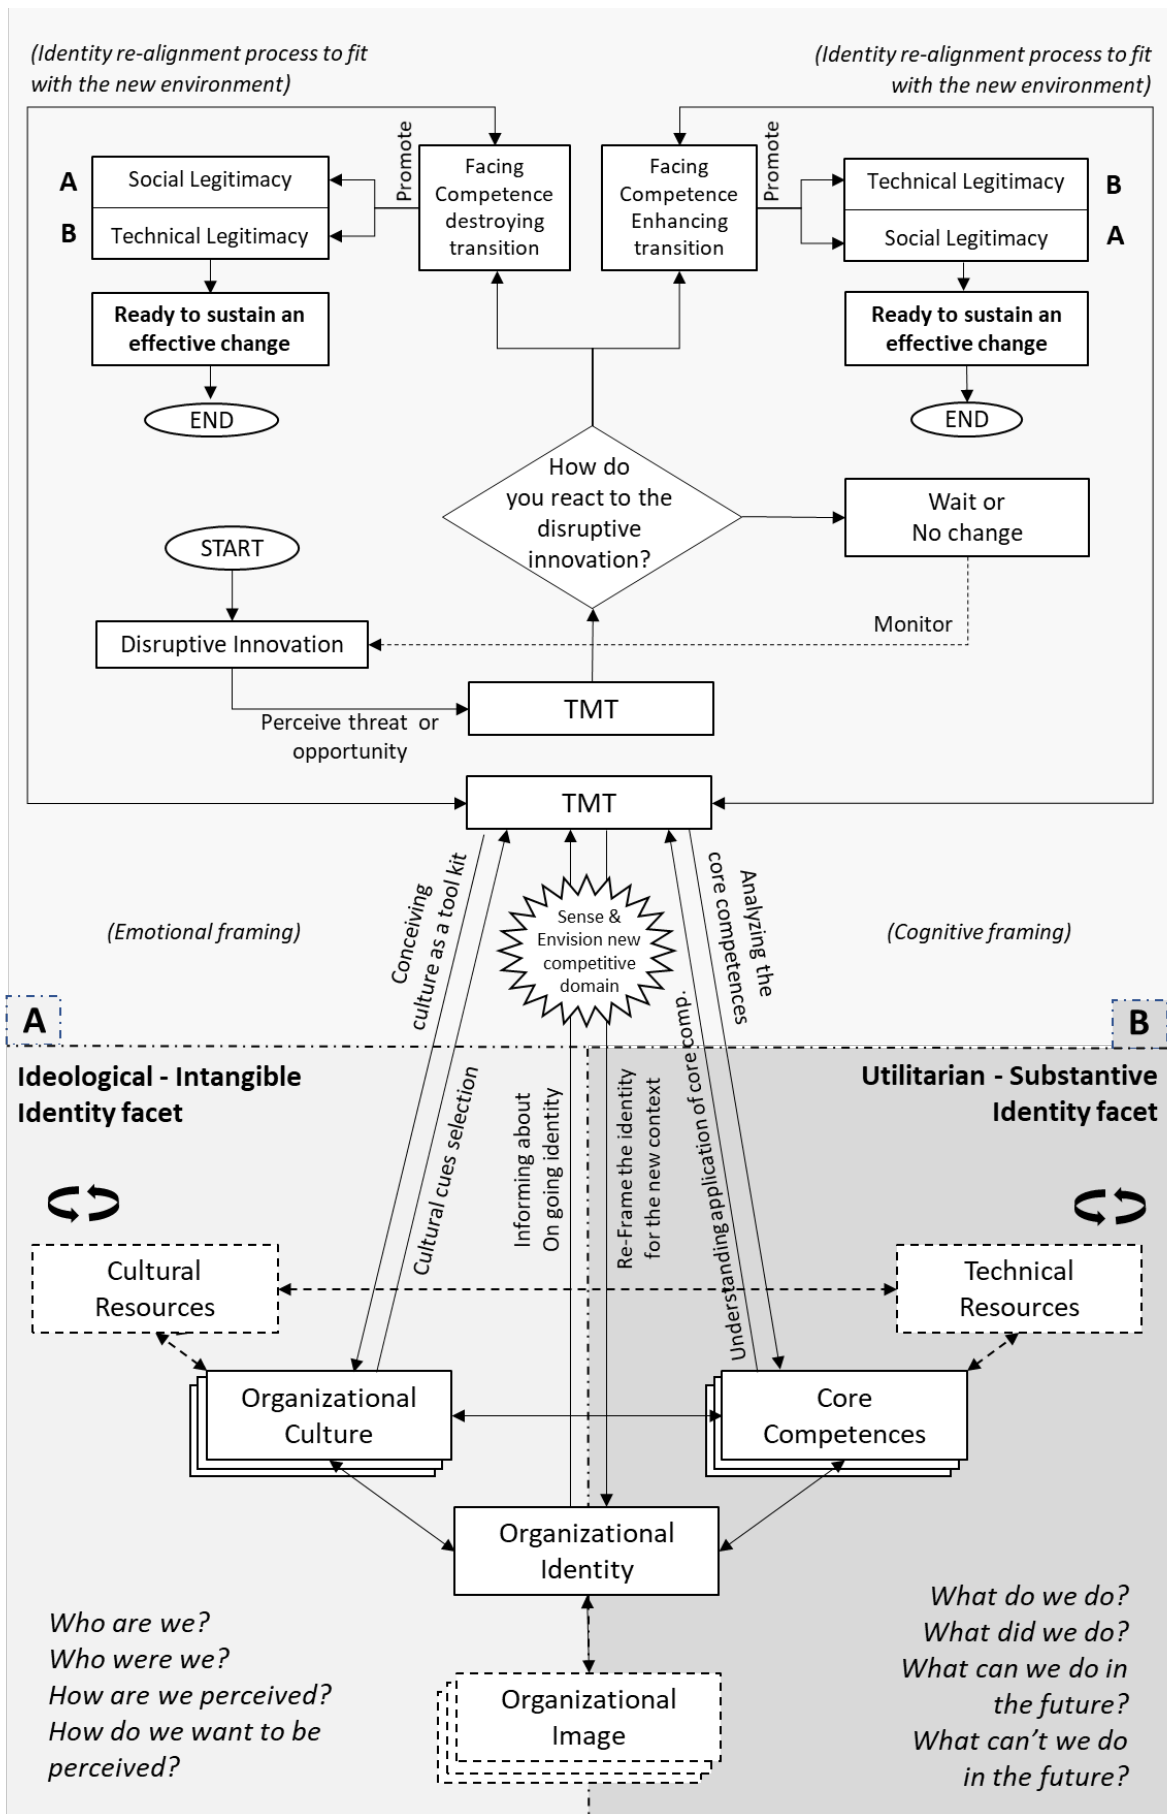 (Identity re-alignment process to fit
with the new environment)
(Identity re-alignment process to fit
with the new environment)
A
Social Legitimacy
B
Technical Legitimacy
Promote
Facing
Competence
destroying
transition
Facing
Competence
Enhancing
transition
Promote
Technical Legitimacy
B
Social Legitimacy
A
Ready to sustain an
effective change
END
Ready to sustain an
effective change
END
How do
you react to the
disruptive
innovation?
Wait or
No change
START
Disruptive Innovation
Monitor
Perceive threat or
opportunity
TMT
TMT
(Emotional framing)
Conceiving
culture as a tool kit
Sense &
Envision new
competitive
domain
Analyzing the
core competences
(Cognitive framing)
A
B
Ideological - Intangible
Identity facet
Utilitarian - Substantive
Identity facet
Cultural cues selection
Informing about
On going identity
Re-Frame the identity
for the new context
Understanding application of core comp.
Cultural
Resources
Technical
Resources
Organizational
Culture
Core
Competences
Organizational
Identity
Who are we?
Who were we?
How are we perceived?
How do we want to be
perceived?
Organizational
Image
What do we do?
What did we do?
What can we do in
the future?
What can't we do
in the future?